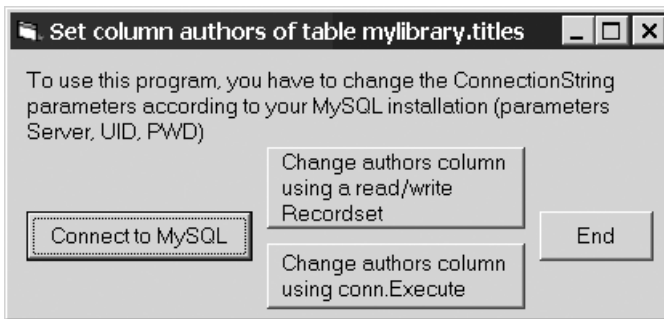 Set column authors of table mylibrary.titles
To use this program, you have to change the ConnectionString
parameters according to your MySQL installation (parameters
Server, UID, PWD)
Change authors column
using a read/write
Recordset
Connect to MySQL
End
Change authors column
using conn.Execute